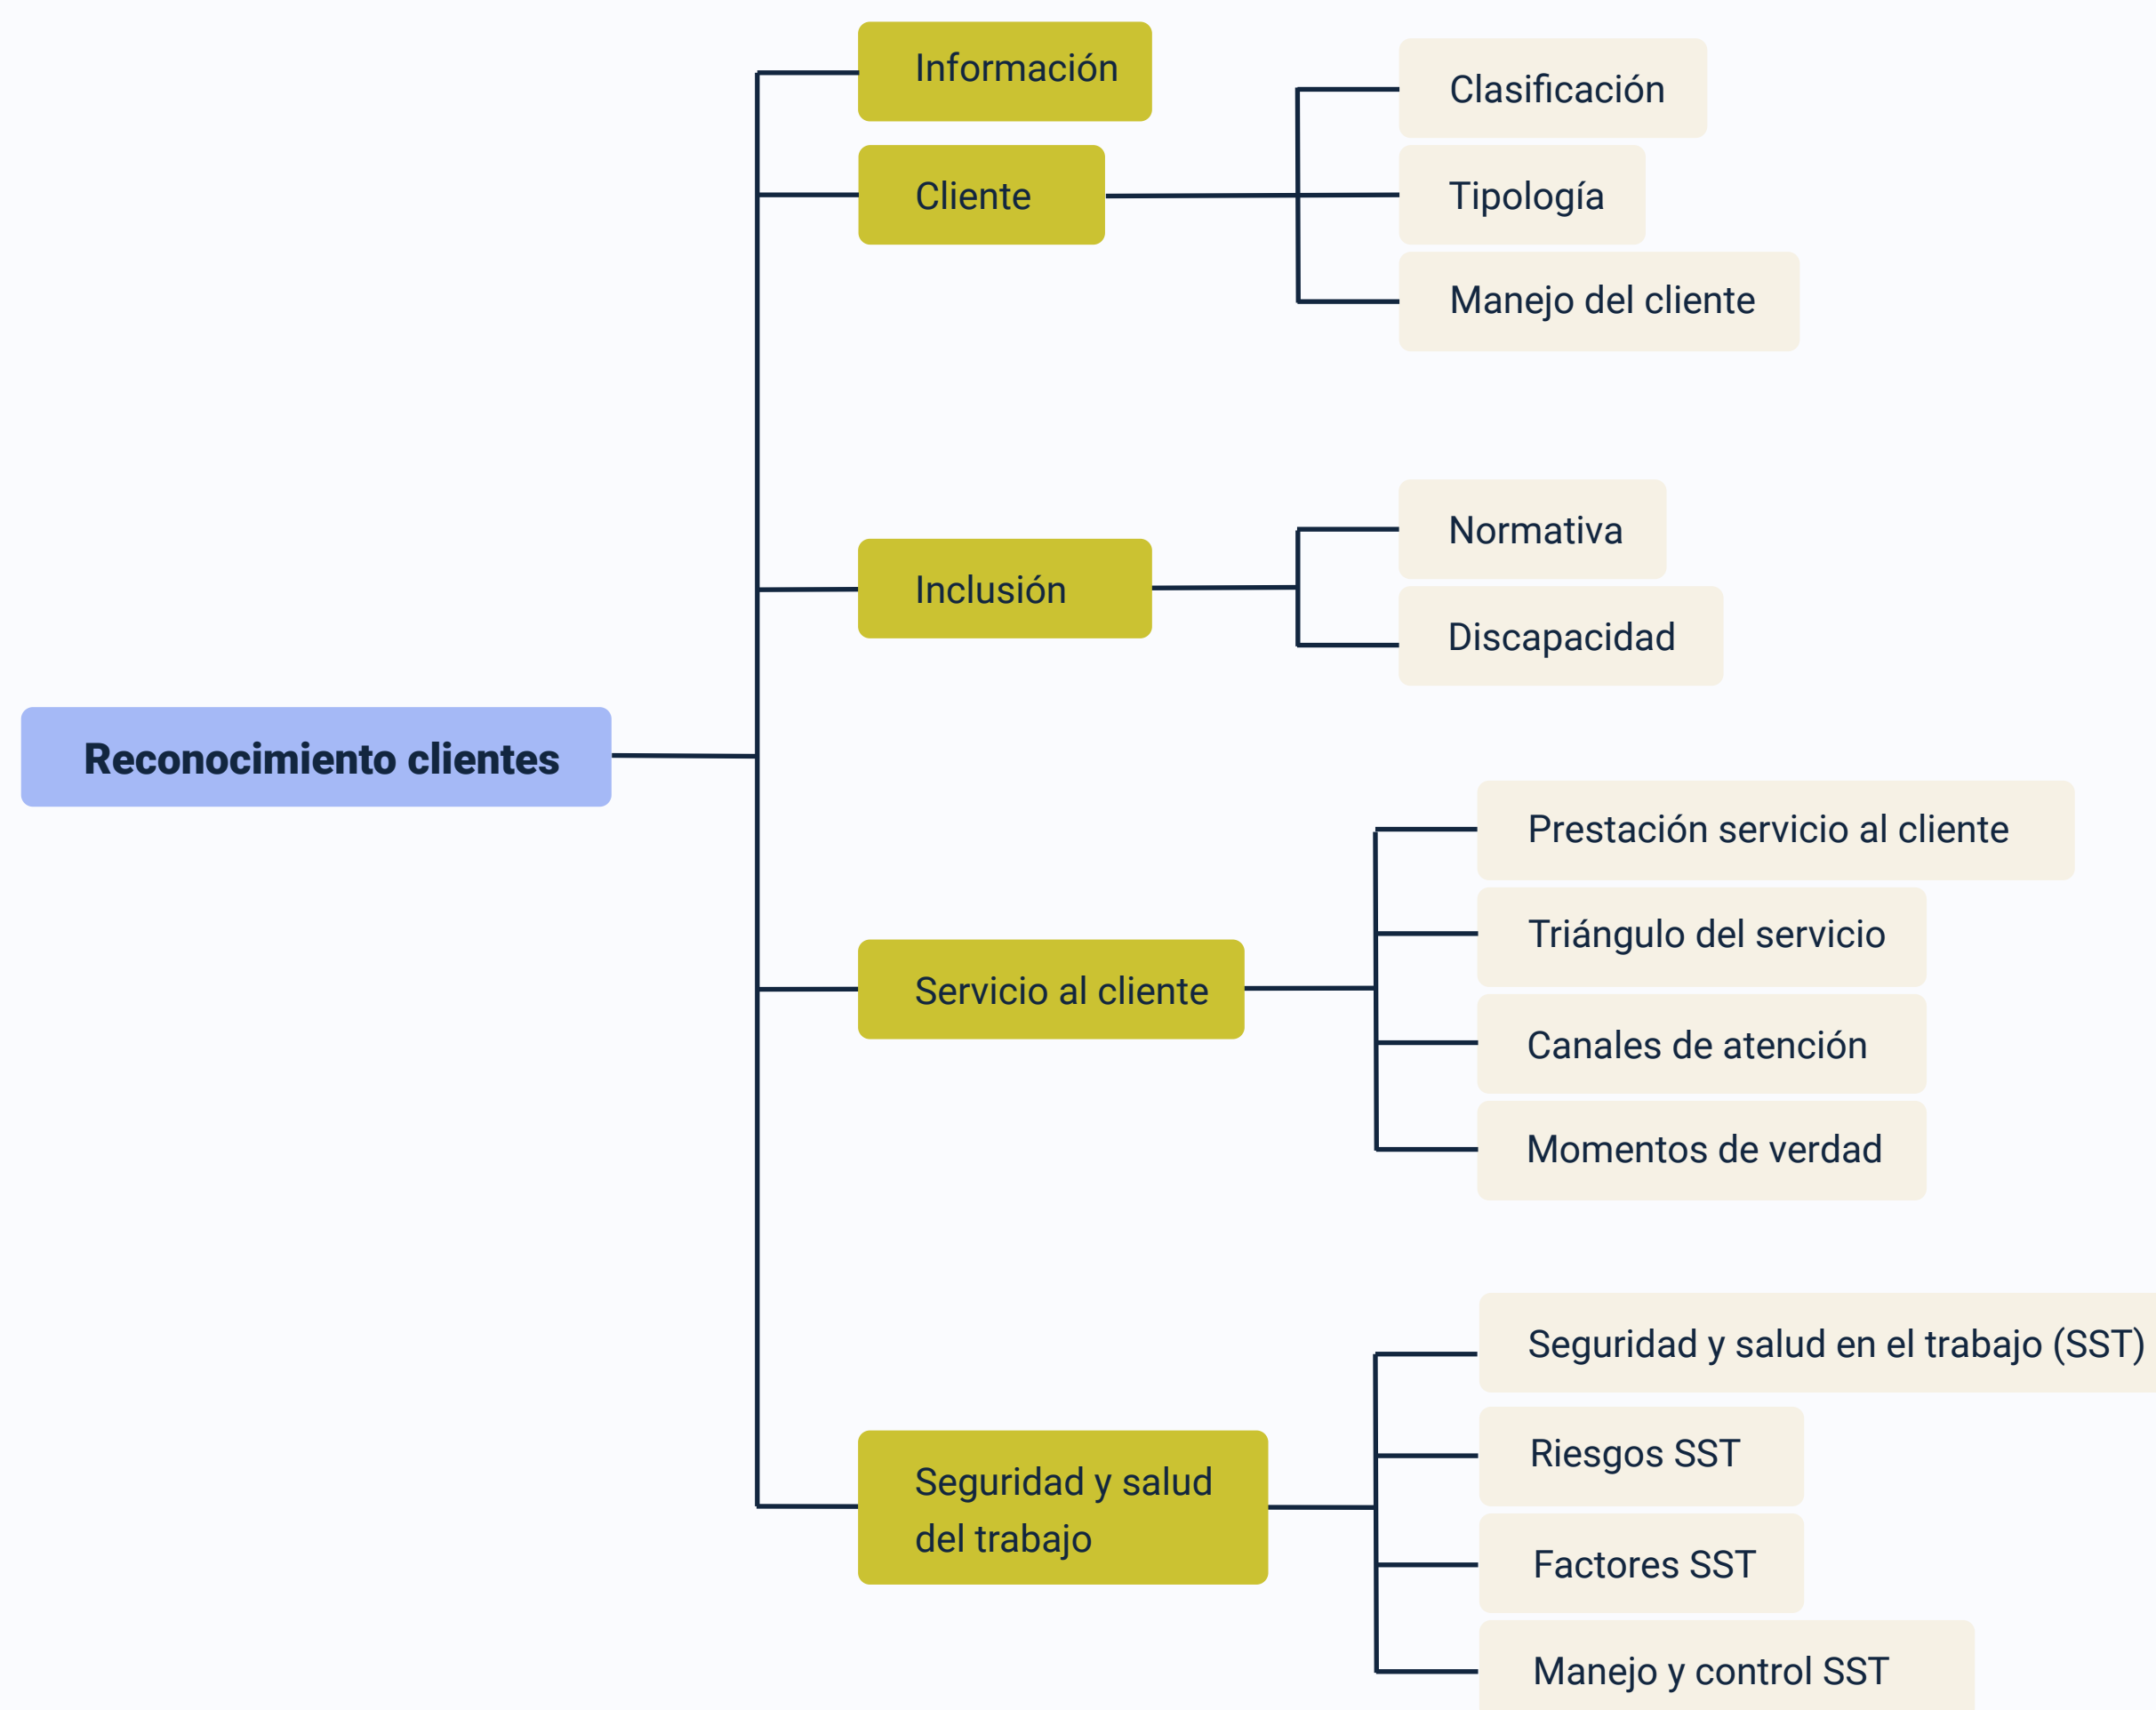 Reconocimiento clientes
Información
Cliente
Clasificación
Tipología
Manejo del cliente
Inclusión
Normativa
Discapacidad
Servicio al cliente
Prestación servicio al cliente
Triángulo del servicio
Canales de atención
Momentos de verdad
Seguridad y salud
del trabajo
Seguridad y salud en el trabajo (SST)
Riesgos SST
Factores SST
Manejo y control SST